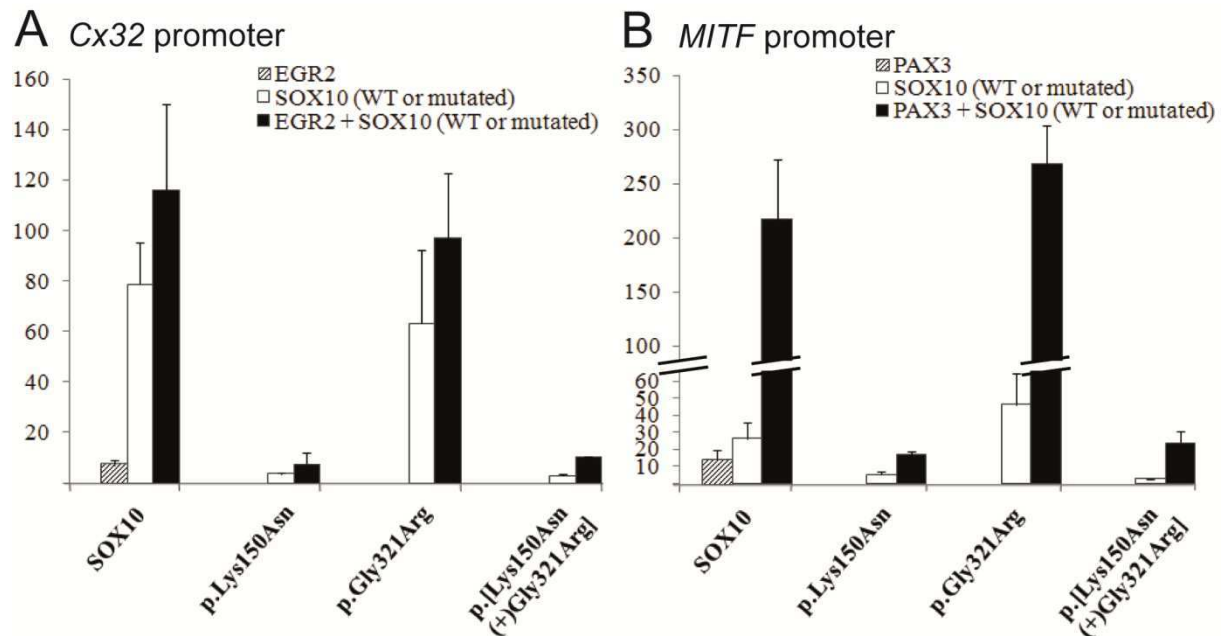 A Cx32 promoter
EGR2
SOX10 (WT or mutated)
EGR2 + SOX10 (WT or mutated)
160
140
120
100
80
60
40
20
SOX10
p.Lys150Asn
p.Gly321Arg
p.[Lys150Asn
(+)Gly321Arg]
B MITF promoter
PAX3
SOX10 (WT or mutated)
PAX3 + SOX10 (WT or mutated)
350
300
250
200
150
100
60
50
40
30
20
10
SOX10
p.Lys150Asn
p.Gly321Arg
p.[Lys150Asn
(+)Gly321Arg]